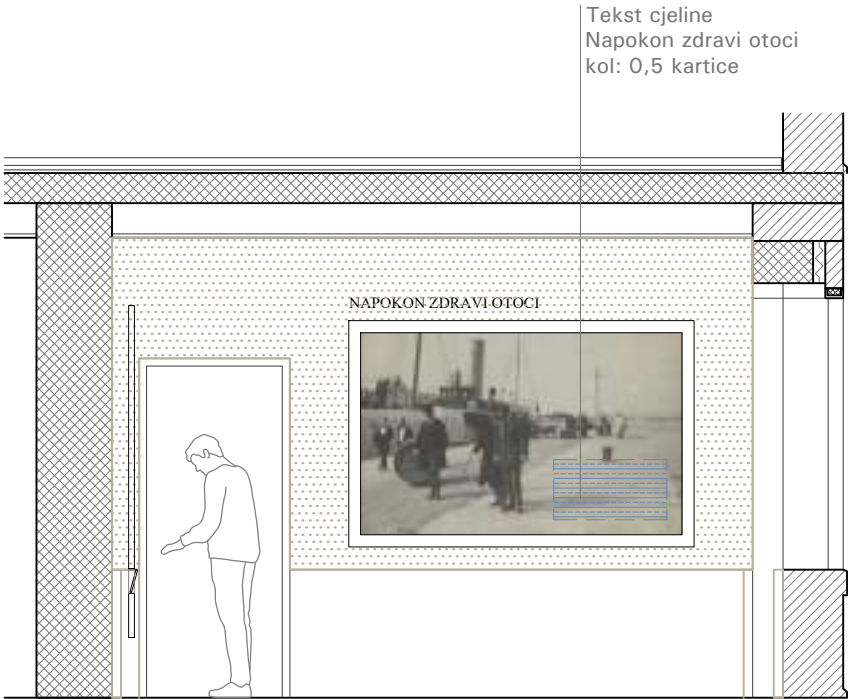 Tekst cjeline
Napokon zdravi otoci
kol: 0,5 kartice
NAPOKON ZDRAVI OTOCI